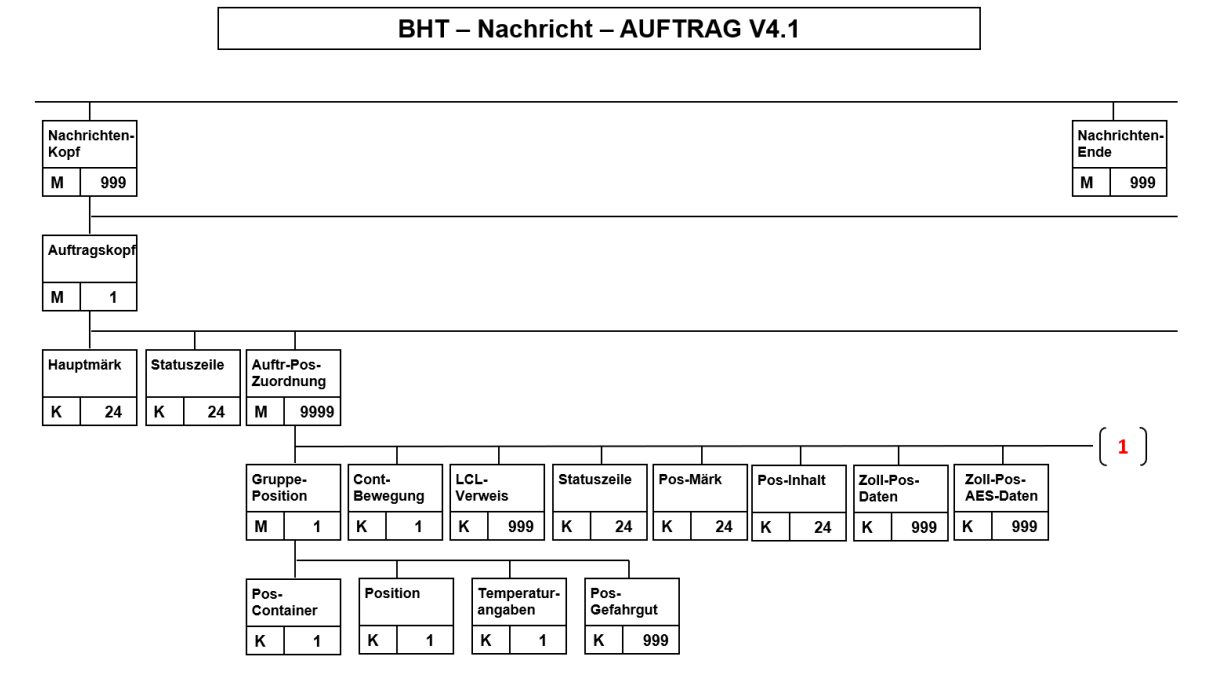 BHT – Nachricht – AUFTRAG V4.1
Nachrichten-
Kopf
M 999
Nachrichten-
Ende
M 999
Auftragskopf
M 1
Hauptmärk
K 24
Statuszeile
K 24
Auftr-Pos-
Zuordnung
M 9999
1
Gruppe-
Position
M 1
Cont-
Bewegung
K 1
LCL-
Verweis
K 999
Statuszeile
K 24
Pos-Märk
K 24
Pos-Inhalt
K 24
Zoll-Pos-
Daten
K 999
Zoll-Pos-
AES-Daten
K 999
Pos-
Container
K 1
Position
K 1
Temperatur-
angaben
K 1
Pos-
Gefahrgut
K 999